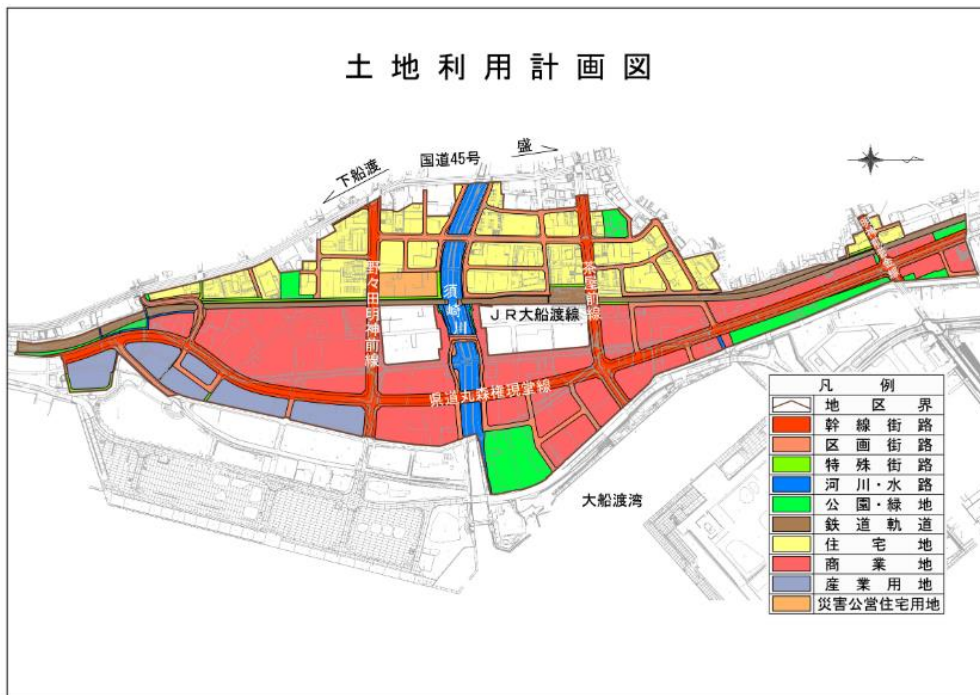 土地利用計画図
盛
国道45号
下船渡
野々田明神前線
須崎川
茶屋前線
ＪＲ大船渡線
県道丸森権現堂線
大船渡湾
凡例
地区界
幹線街路
区画街路
特殊街路
河川・水路
公園・緑地
鉄道軌道
住宅地
商業地
産業用地
災害公営住宅用地